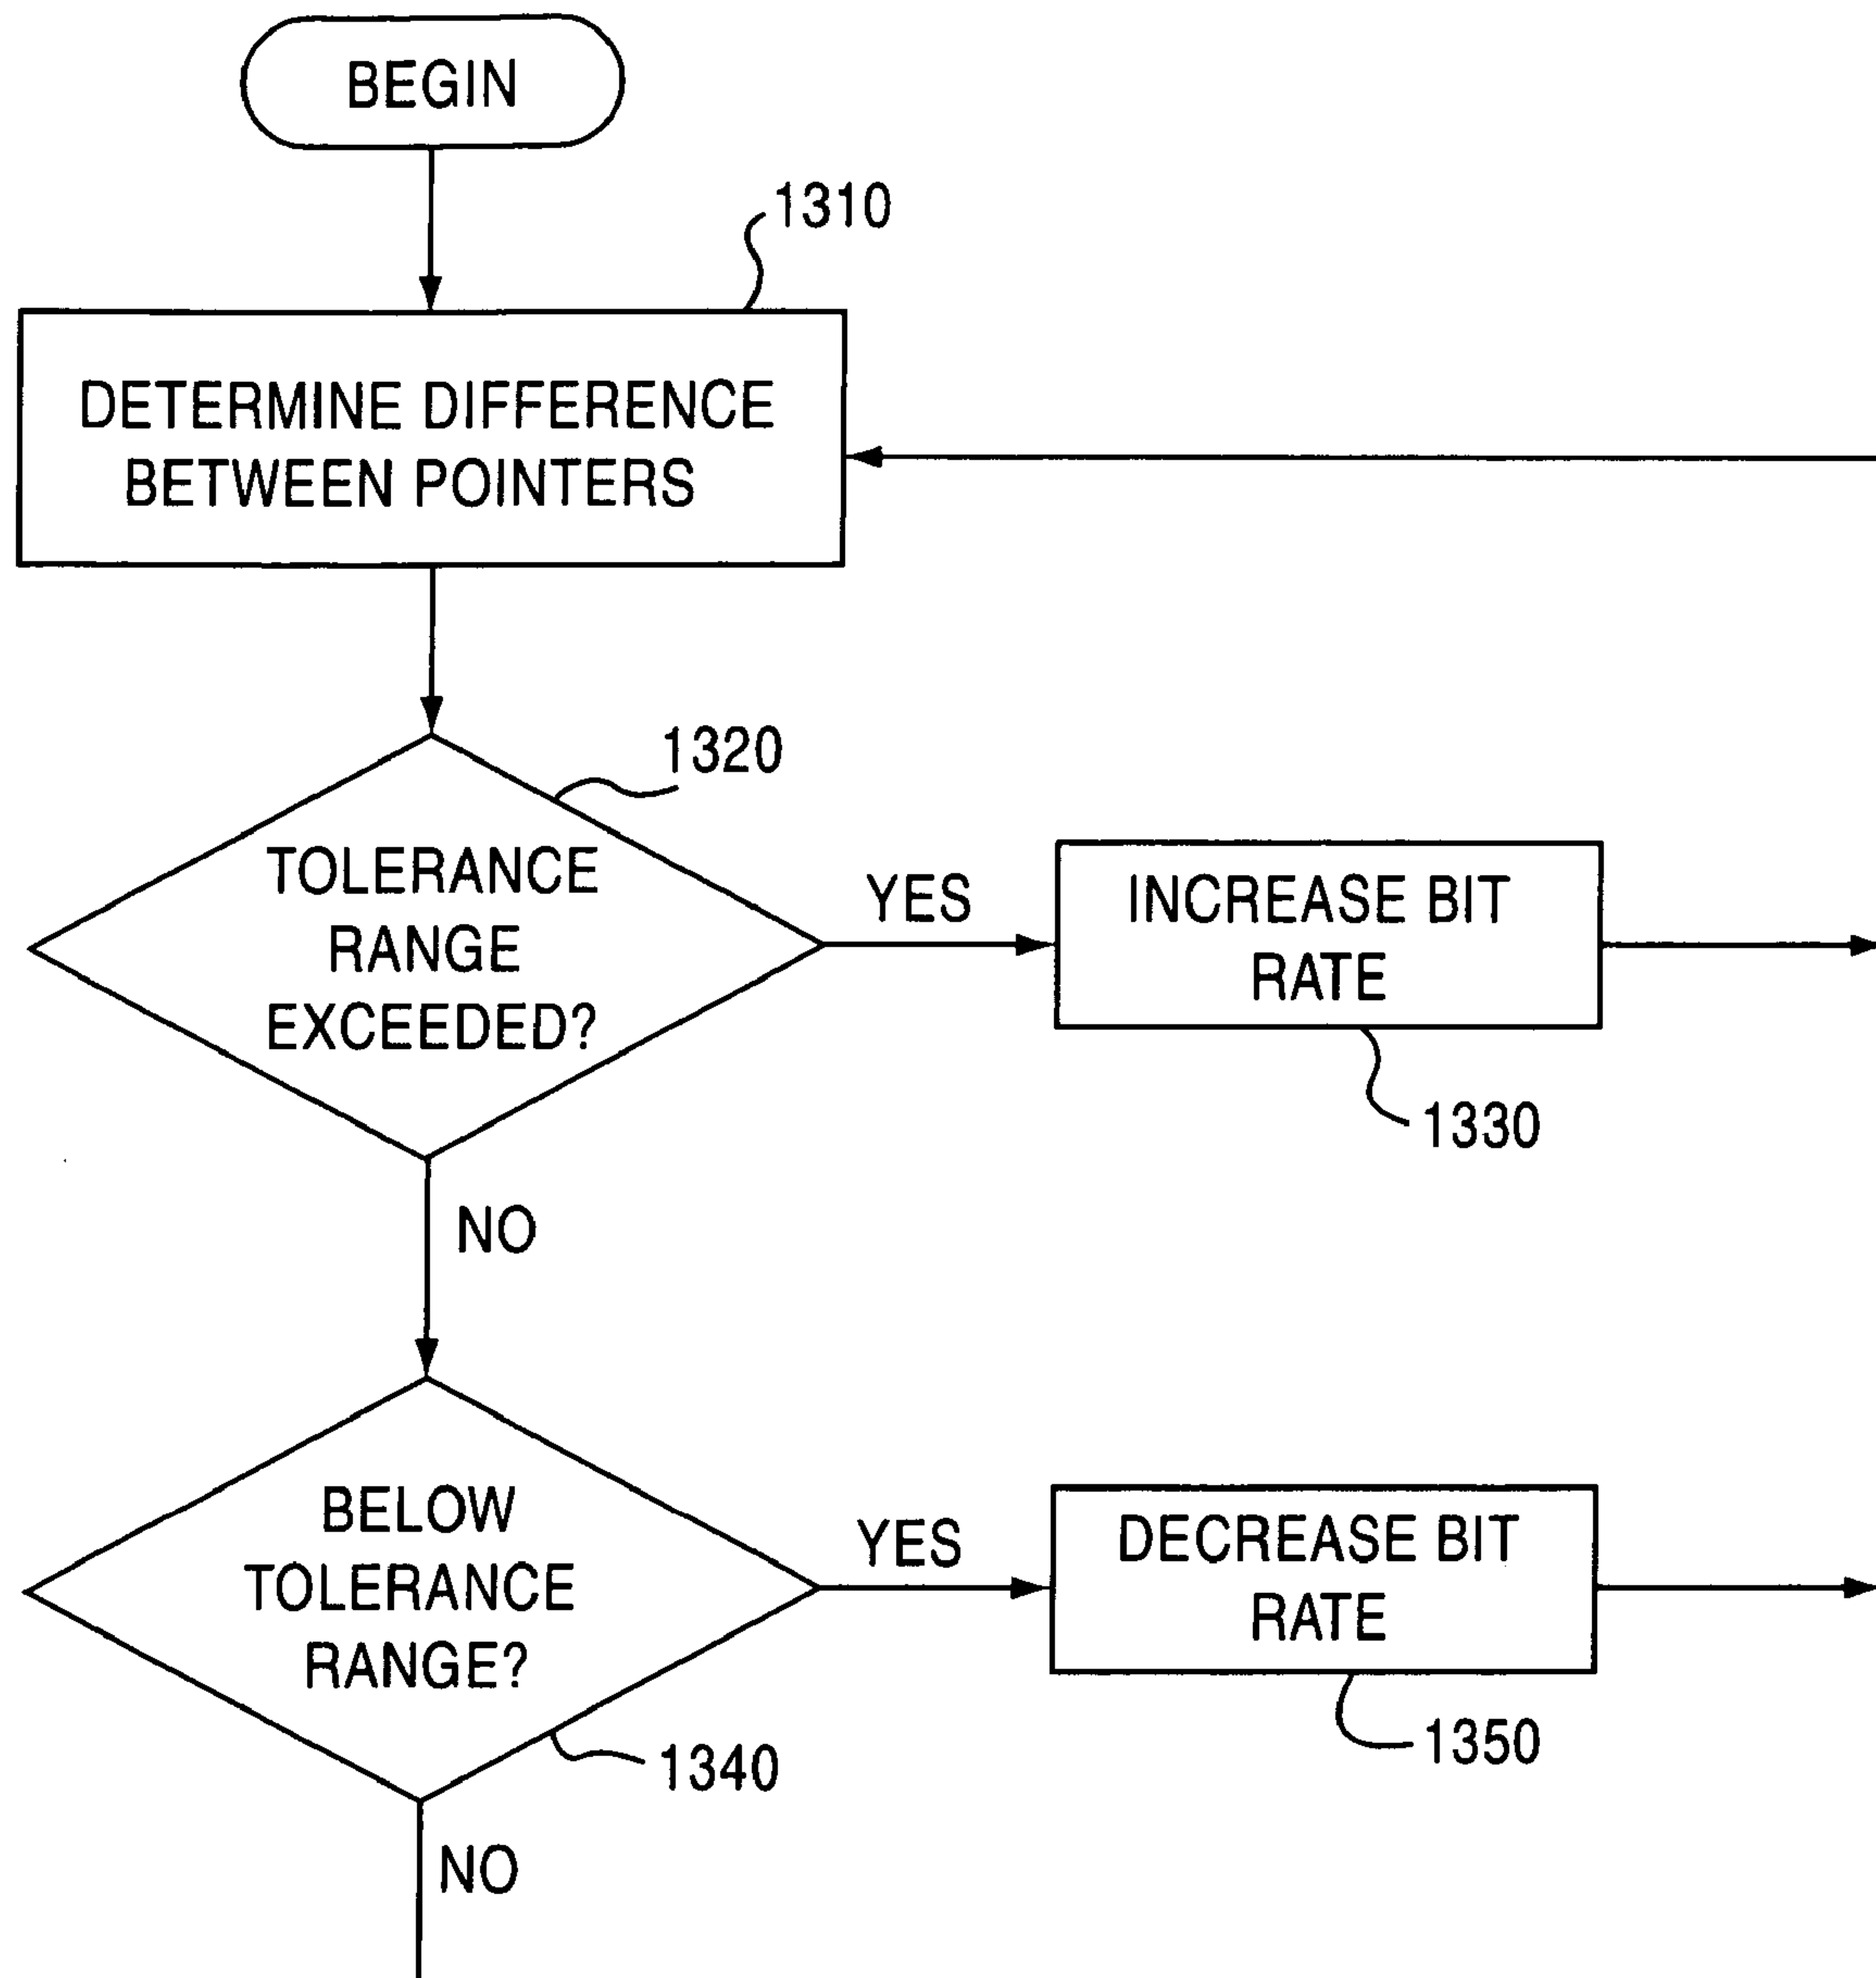 BEGIN
1310
DETERMINE DIFFERENCE
BETWEEN POINTERS
1320
TOLERANCE
RANGE
EXCEEDED?
YES
INCREASE BIT
RATE
1330
NO
BELOW
TOLERANCE
RANGE?
YES
DECREASE BIT
RATE
1340
1350
NO